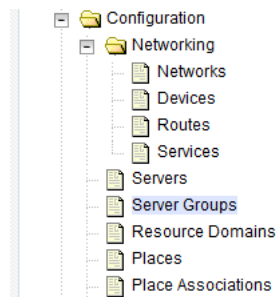 Configuration
Networking
Networks
Devices
Routes
Services
Servers
Server Groups
Resource Domains
Places
Place Associations